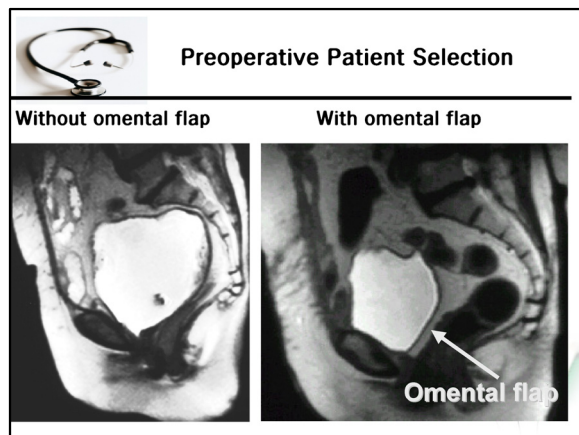 Preoperative Patient Selection
Without omental flap
With omental flap
Omental flap